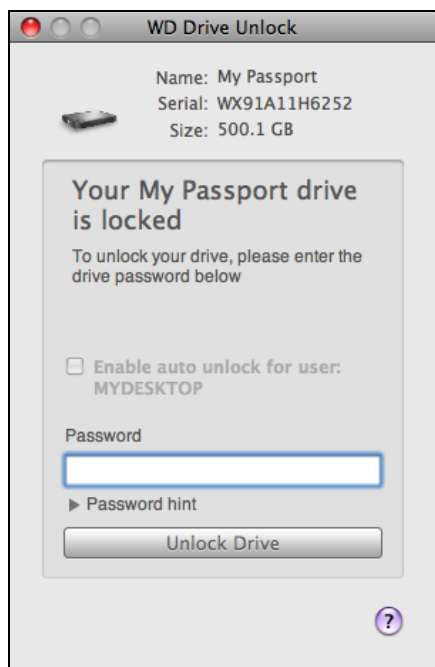 WD Drive Unlock
Name: My Passport
Serial: WX91A11H6252
Size: 500.1 GB
Your My Passport drive
is locked
To unlock your drive, please enter the
drive password below
Enable auto unlock for user:
MYDESKTOP
Password
Password hint
Unlock Drive
?